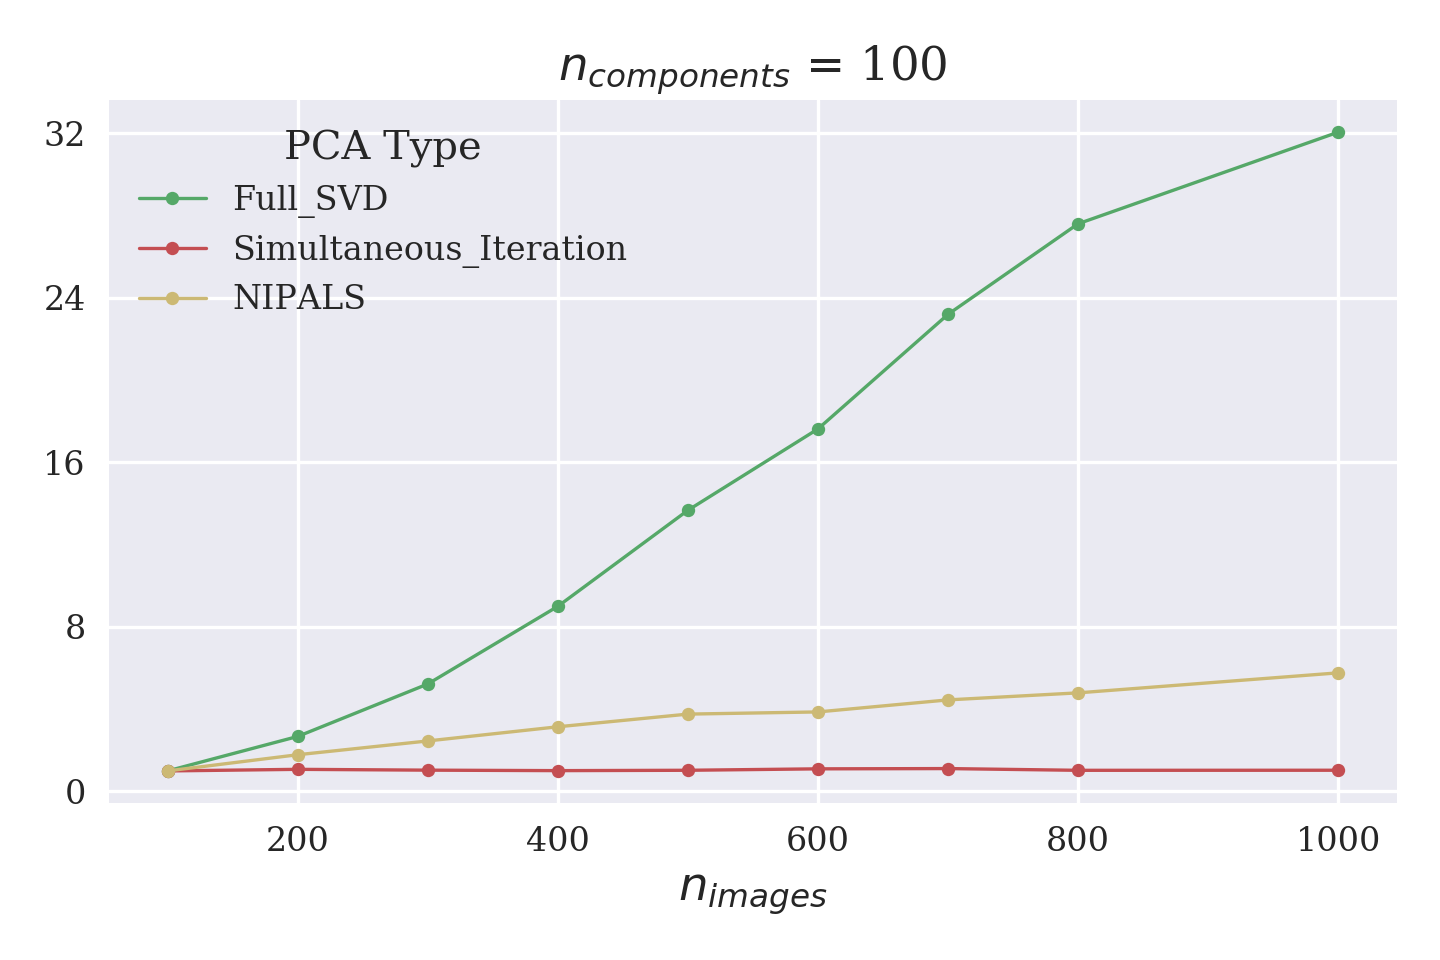 n_components = 100
32
24
16
8
0
PCA Type
Full_SVD
Simultaneous_Iteration
NIPALS
200 400 600 800 1000
n_images